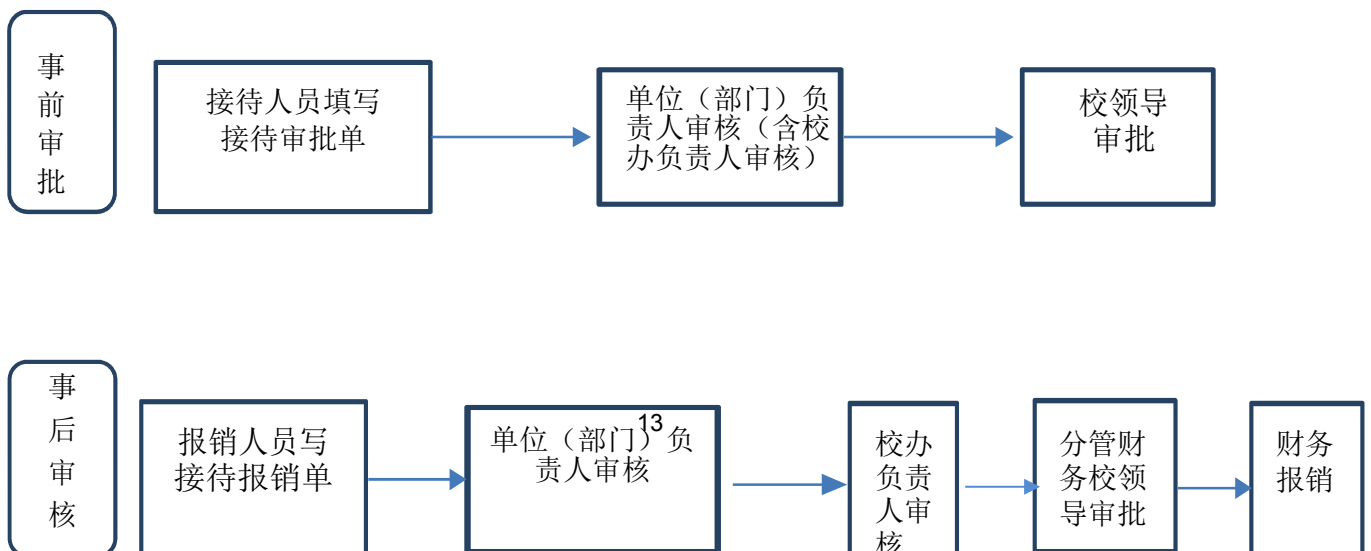 事
前
审
批
接待人员填写
接待审批单
单位（部门）负
责人审核（含校
办负责人审核）
校领导
审批
事
后
审
核
报销人员写
接待报销单
单位（部门）负
责人审核
13
校办
负责
人审
核
分管财
务校领
导审批
财务
报销